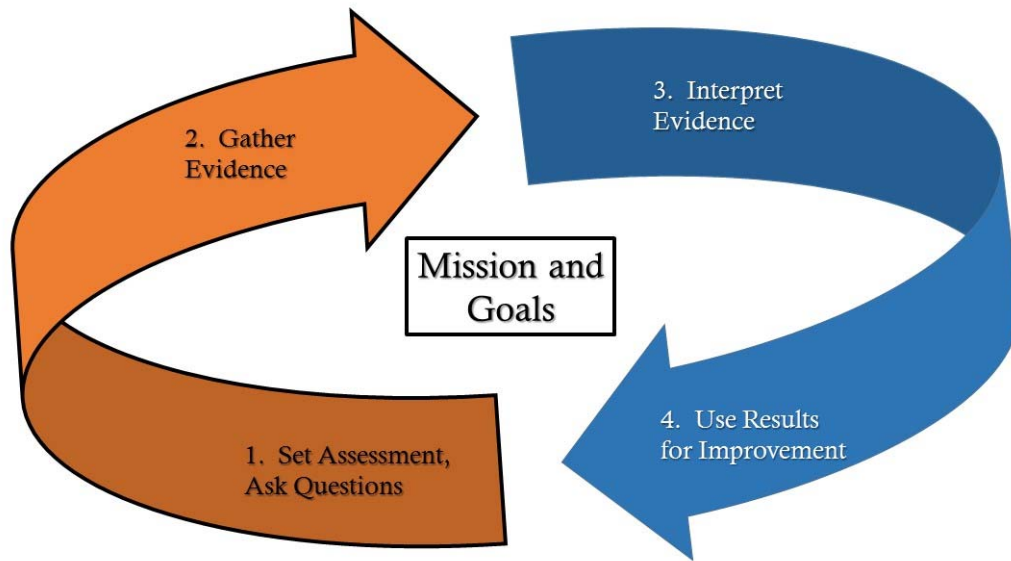 1. Set Assessment,
Ask Questions
2. Gather
Evidence
3. Interpret
Evidence
4. Use Results
for Improvement
Mission and
Goals